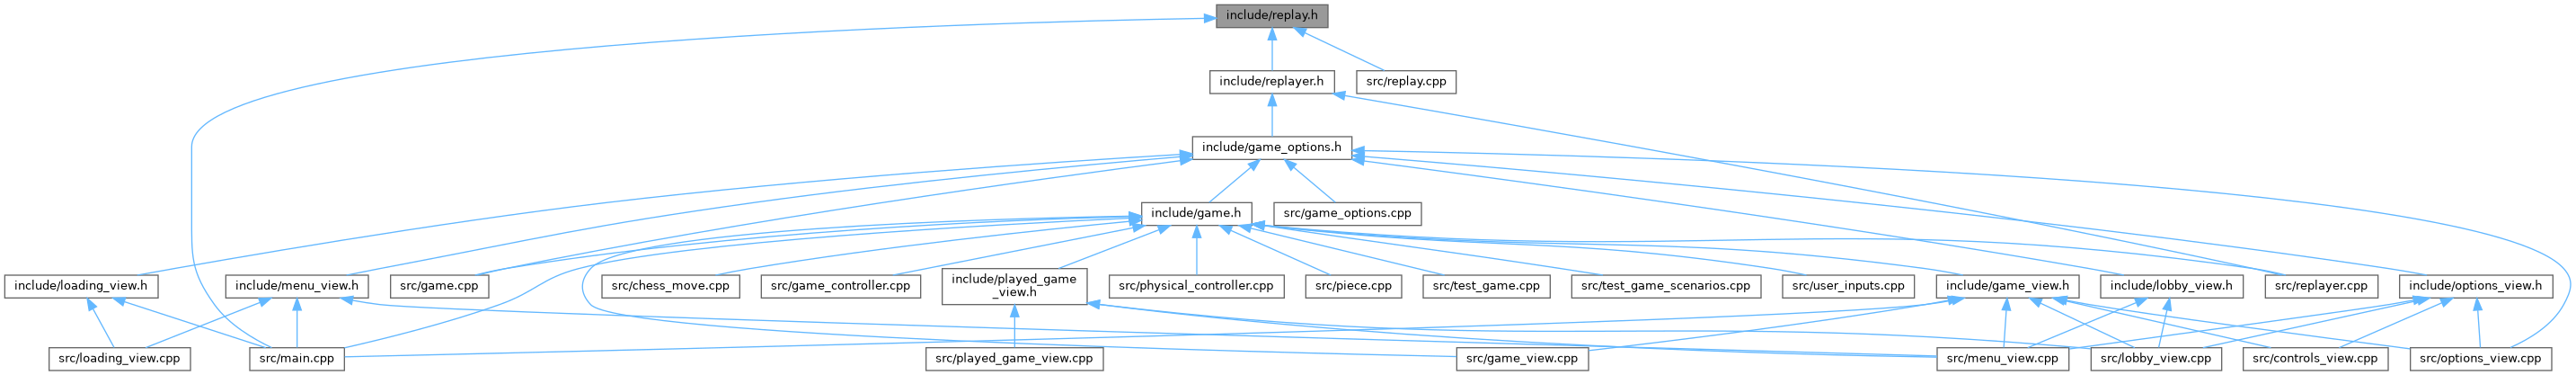 include/replay.h
include/replayer.h
src/replay.cpp
include/game_options.h
include/game.h
src/game_options.cpp
include/loading_view.h
include/menu_view.h
src/game.cpp
src/chess_move.cpp
src/game_controller.cpp
include/played_game
_view.h
src/physical_controller.cpp
src/piece.cpp
src/test_game.cpp
src/test_game_scenarios.cpp
src/user_inputs.cpp
include/game_view.h
include/lobby_view.h
src/replayer.cpp
include/options_view.h
src/loading_view.cpp
src/main.cpp
src/played_game_view.cpp
src/game_view.cpp
src/menu_view.cpp
src/lobby_view.cpp
src/controls_view.cpp
src/options_view.cpp